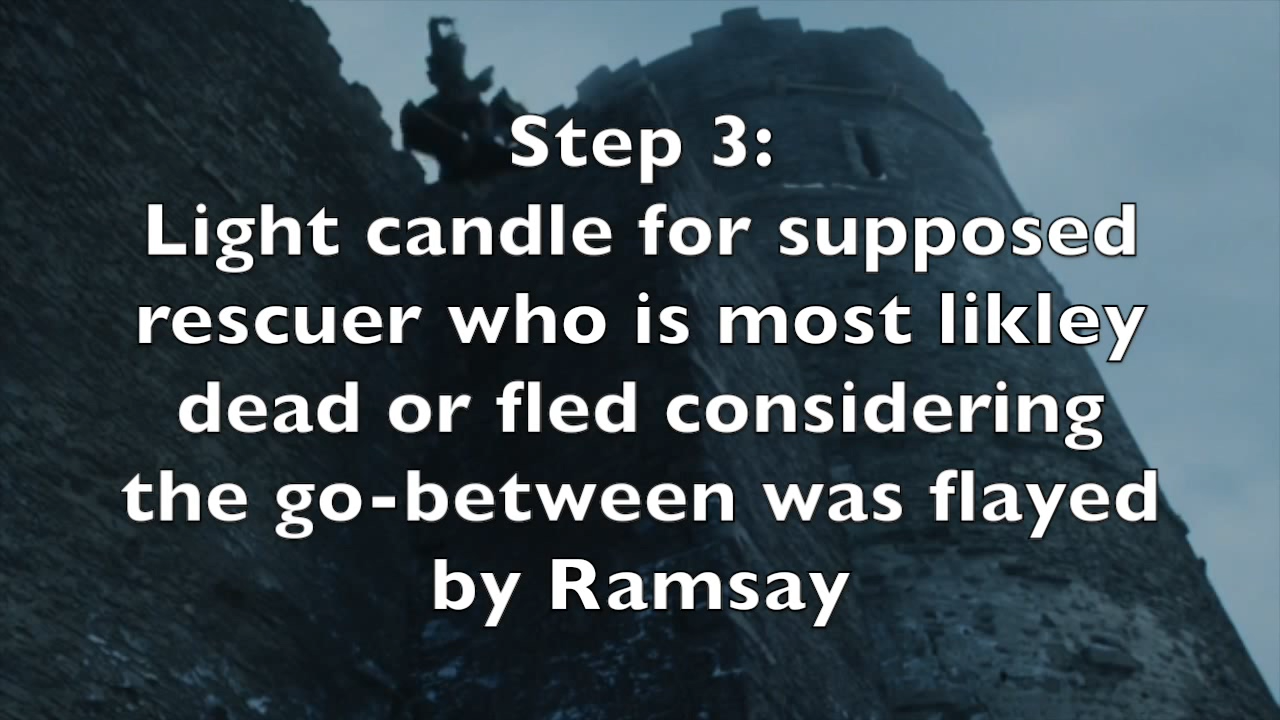 Step 3:
Light candle for supposed
rescuer who is most likley
dead or fled considering
the go-between was flayed
by Ramsay